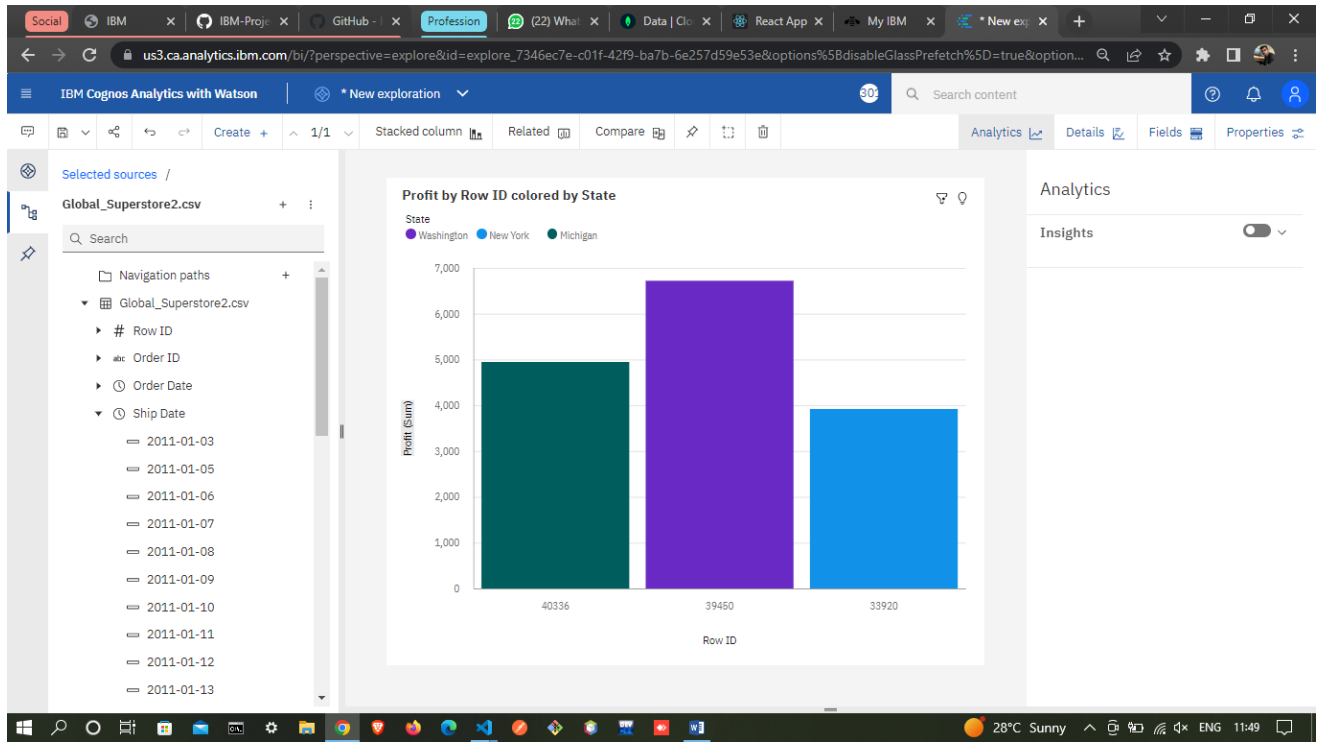 Social IBM IBM-Proje GitHub - I Profession (22) What Data | Clo React App My IBM * New exp
us3.ca.analytics.ibm.com/bi/?perspective=explore&id=explore_7346ec7e-c01f-42f9-ba7b-6e257d59e53e&options%5BdisableGlassPrefetch%5D=true&option...
IBM Cognos Analytics with Watson * New exploration Search content
Create + 1/1 Stacked column Related Compare Analytics Details Fields Properties
Selected sources /
Global_Superstore2.csv
Search
Navigation paths
Global_Superstore2.csv
# Row ID
abc Order ID
Order Date
Ship Date
2011-01-03
2011-01-05
2011-01-06
2011-01-07
2011-01-08
2011-01-09
2011-01-10
2011-01-11
2011-01-12
2011-01-13
Profit by Row ID colored by State
State
Washington New York Michigan
7,000
6,000
5,000
4,000
3,000
2,000
1,000
0
Profit (Sum)
40336 39450 33920
Row ID
Analytics
Insights
28°C Sunny ENG 11:49